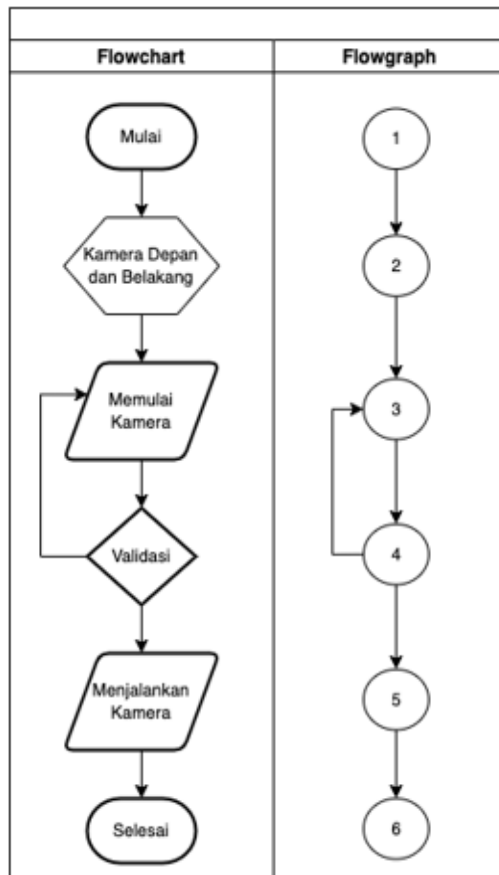 Flowchart
Flowgraph
Mulai
Kamera Depan
dan Belakang
Memulai
Kamera
Validasi
Menjalankan
Kamera
Selesai
1
2
3
4
5
6